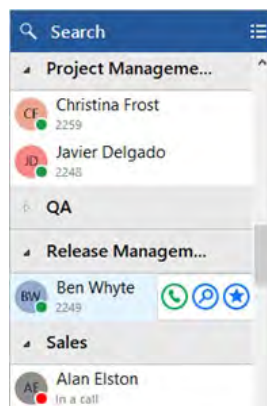 Search
Project Manageme...
CF
Christina Frost
2259
JD
Javier Delgado
2248
QA
Release Managem...
BW
Ben Whyte
2249
Sales
AE
Alan Elston
In a call